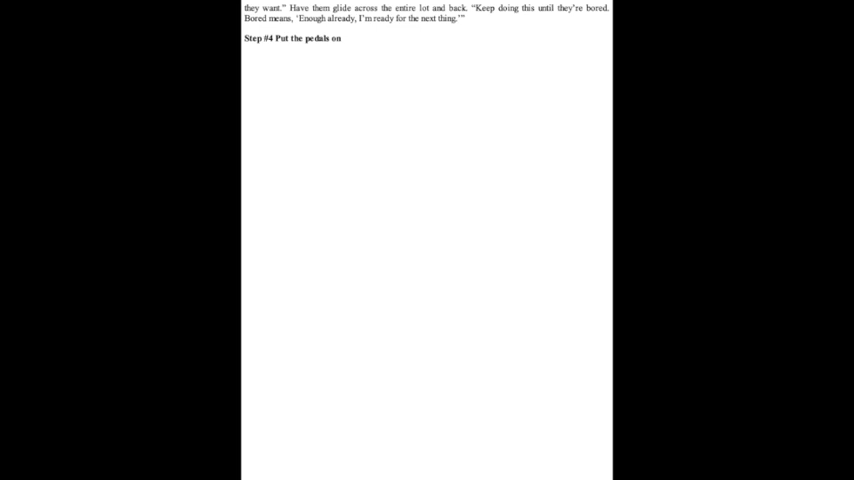 they want.” Have them glide across the entire lot and back. “Keep doing this until they’re bored.
Bored means, ‘Enough already, I’m ready for the next thing.’”
Step #4 Put the pedals on